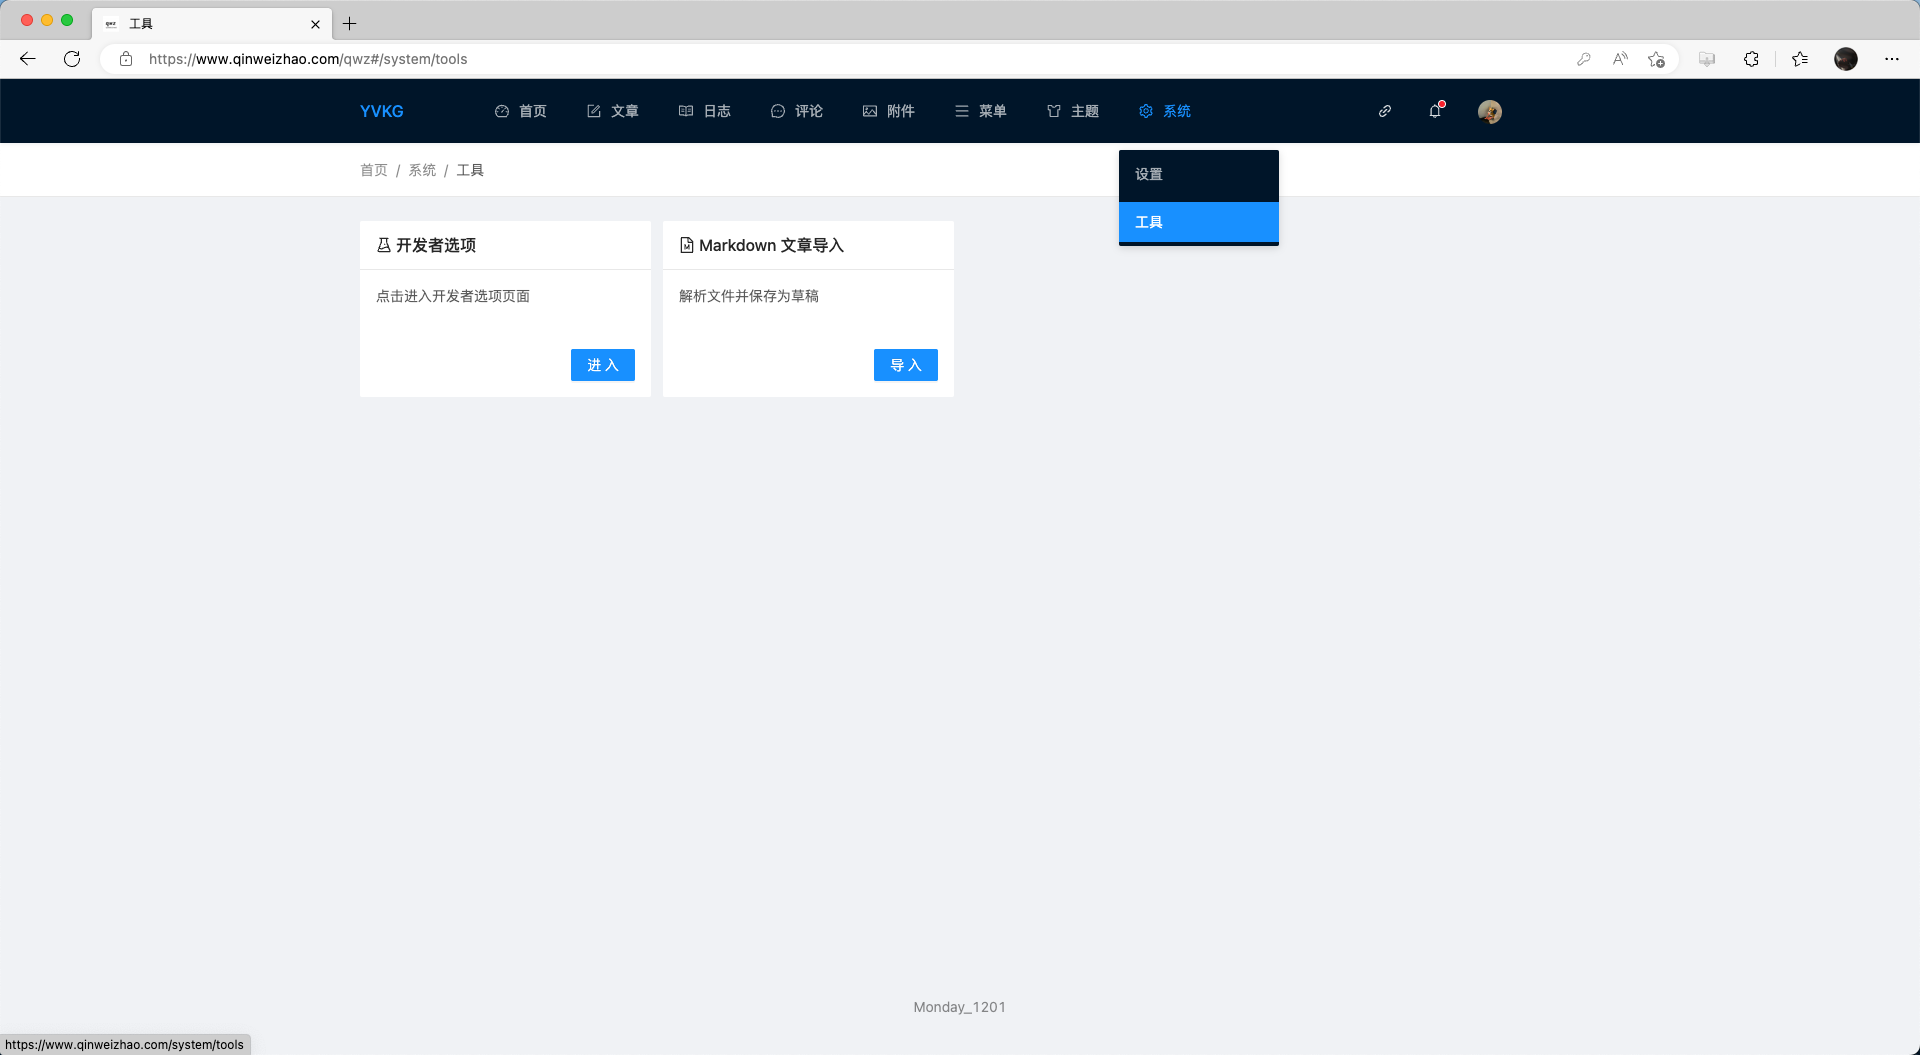 qwz 工具
https://www.qinweizhao.com/qwz#/system/tools
YVKG 首页 文章 日志 评论 附件 菜单 主题 系统
首页 / 系统 / 工具
设置
工具
开发者选项
点击进入开发者选项页面
进 入
Markdown 文章导入
解析文件并保存为草稿
导 入
Monday_1201
https://www.qinweizhao.com/system/tools